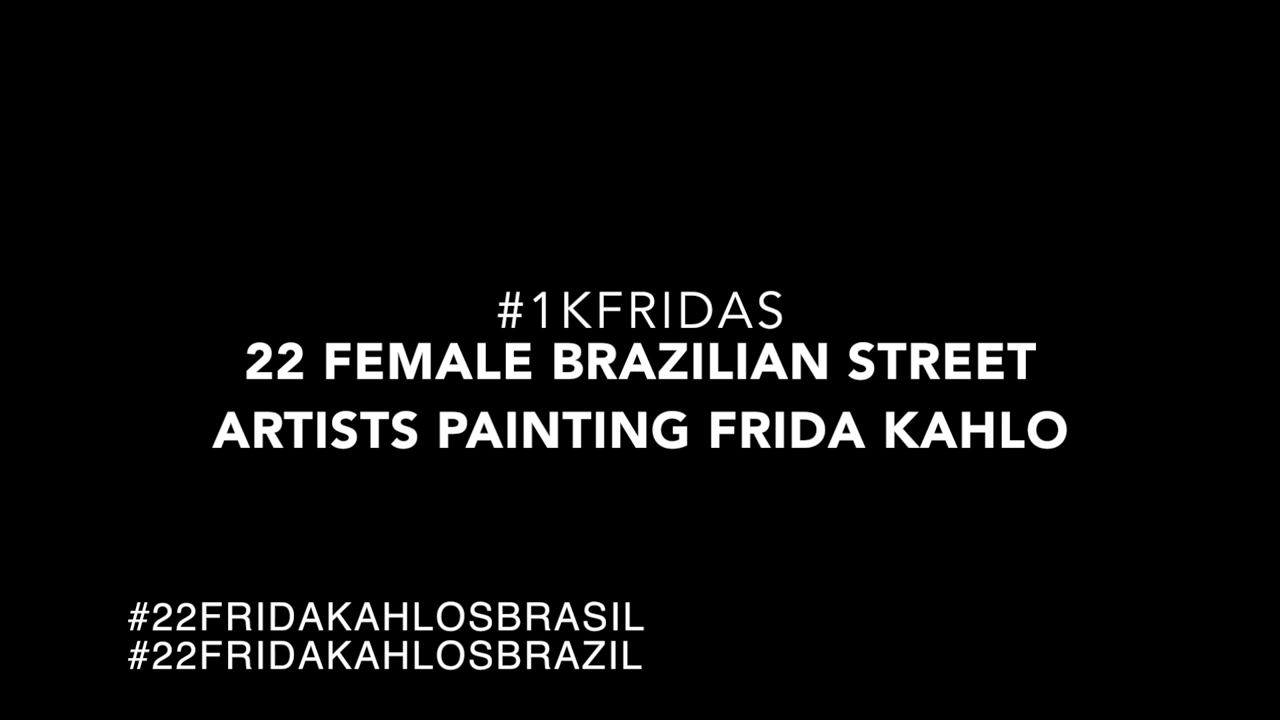 #1KFRIDAS
22 FEMALE BRAZILIAN STREET
ARTISTS PAINTING FRIDA KAHLO
#22FRIDAKAHLOSBRASIL
#22FRIDAKAHLOSBRAZIL